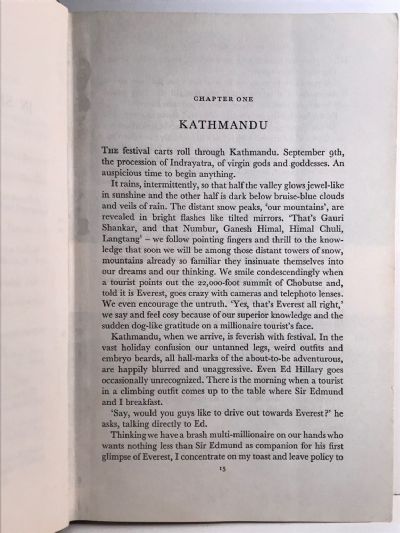 CHAPTER ONE
KATHMANDU
THE festival carts roll through Kathmandu. September 9th,
the procession of Indrayatra, of virgin gods and goddesses. An
auspicious time to begin anything.
It rains, intermittently, so that half the valley glows jewel-like
in sunshine and the other half is dark below bruise-blue clouds
and veils of rain. The distant snow peaks, ‘our mountains’, are
revealed in bright flashes like tilted mirrors. ‘That’s Gauri
Shankar, and that Numbur, Ganesh Himal, Himal Chuli,
Langtang’ – we follow pointing fingers and thrill to the know-
ledge that soon we will be among those distant towers of snow,
mountains already so familiar they insinuate themselves into
our dreams and our thinking. We smile condescendingly when
a tourist points out the 22,000-foot summit of Chobutse and,
told it is Everest, goes crazy with cameras and telephoto lenses.
We even encourage the untruth. ‘Yes, that’s Everest all right,’
we say and feel cosy because of our superior knowledge and the
sudden dog-like gratitude on a millionaire tourist’s face.
Kathmandu, when we arrive, is feverish with festival. In the
vast holiday confusion our untanned legs, weird outfits and
embryo beards, all hall-marks of the about-to-be adventurous,
are happily blurred and unaggressive. Even Ed Hillary goes
occasionally unrecognized. There is the morning when a tourist
in a climbing outfit comes up to the table where Sir Edmund
and I breakfast.
‘Say, would you guys like to drive out towards Everest?’ he
asks, talking directly to Ed.
Thinking we have a brash multi-millionaire on our hands who
wants nothing less than Sir Edmund as companion for his first
glimpse of Everest, I concentrate on my toast and leave policy to
15